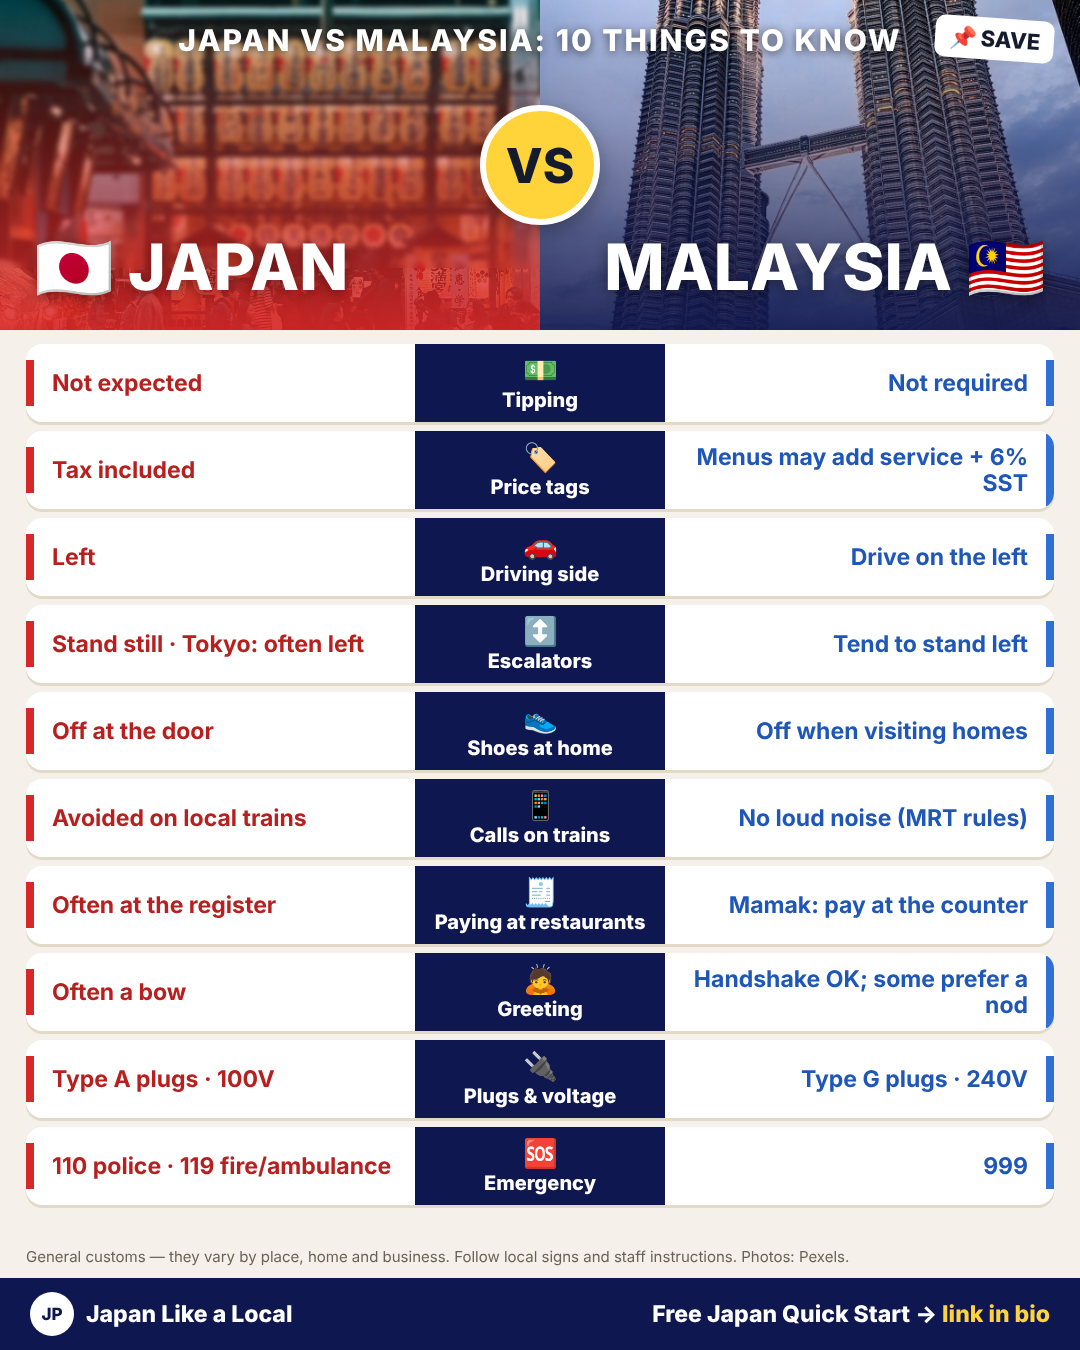 JAPAN VS MALAYSIA: 10 THINGS TO KNOW
📌 SAVE
VS
🇯🇵 JAPAN
MALAYSIA 🇲🇾
Not expected
💵
Tipping
Not required
Tax included
🏷️
Price tags
Menus may add service + 6%
SST
Left
🚗
Driving side
Drive on the left
Stand still · Tokyo: often left
↕️
Escalators
Tend to stand left
Off at the door
👟
Shoes at home
Off when visiting homes
Avoided on local trains
📱
Calls on trains
No loud noise (MRT rules)
Often at the register
🧾
Paying at restaurants
Mamak: pay at the counter
Often a bow
🙇
Greeting
Handshake OK; some prefer a
nod
Type A plugs · 100V
🔌
Plugs & voltage
Type G plugs · 240V
110 police · 119 fire/ambulance
🆘
Emergency
999
General customs — they vary by place, home and business. Follow local signs and staff instructions. Photos: Pexels.
JP
Japan Like a Local
Free Japan Quick Start → link in bio